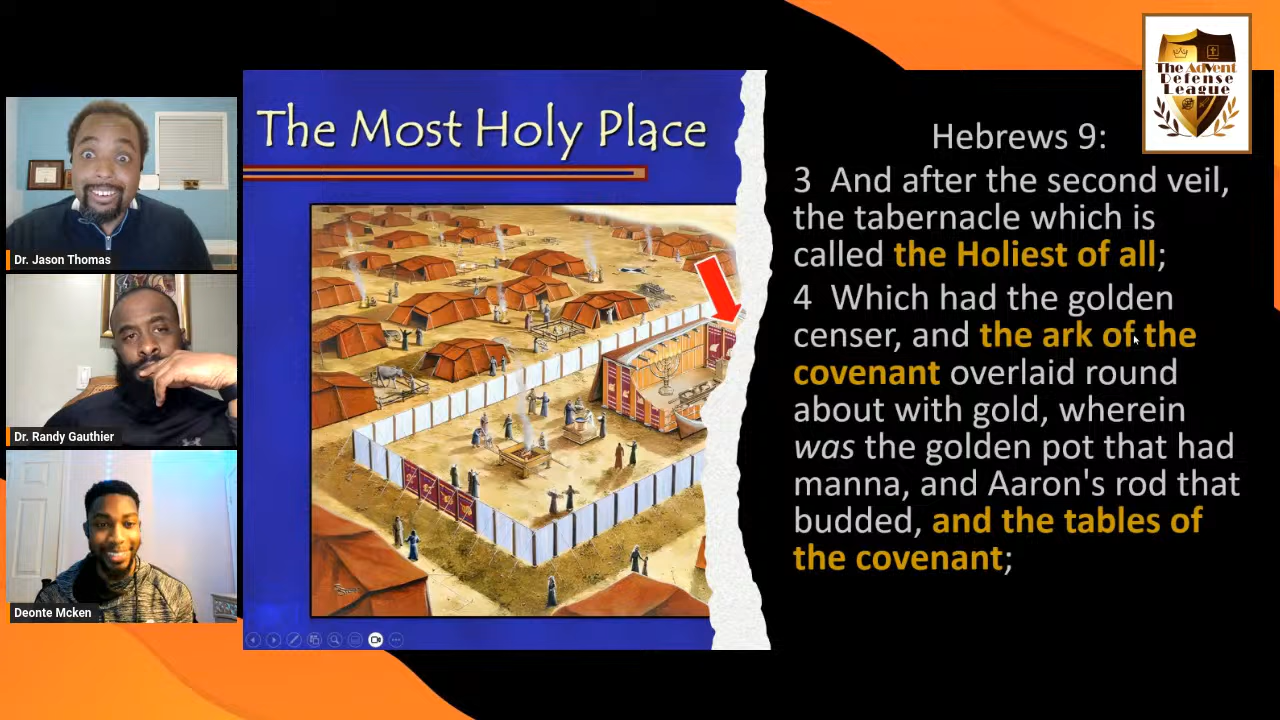 The Advent
Defense
League
Dr. Jason Thomas
Dr. Randy Gauthier
Deonte Mcken
The Most Holy Place
Hebrews 9:
3 And after the second veil,
the tabernacle which is
called the Holiest of all;
4 Which had the golden
censer, and the ark of the
covenant overlaid round
about with gold, wherein
was the golden pot that had
manna, and Aaron's rod that
budded, and the tables of
the covenant;